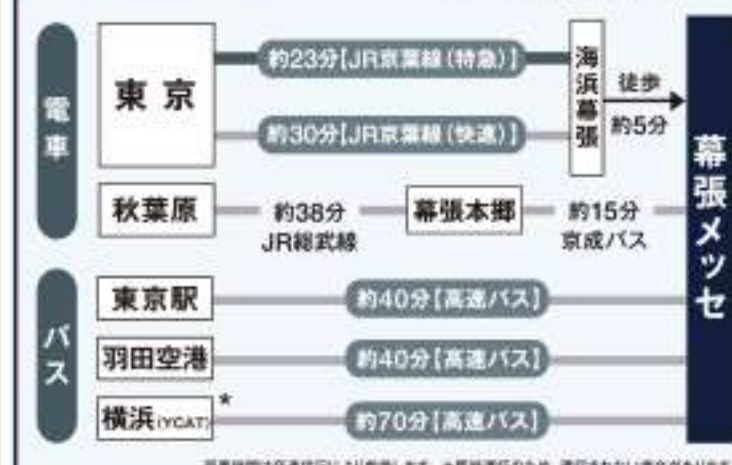 電車
東京
約23分【JR京葉線(特急)】
約30分【JR京葉線(快速)】
海浜幕張
徒歩
約5分
秋葉原
約38分
JR総武線
幕張本郷
約15分
京成バス
バス
東京駅
約40分【高速バス】
羽田空港
約40分【高速バス】
横浜(YCAT)*
約70分【高速バス】
幕張メッセ